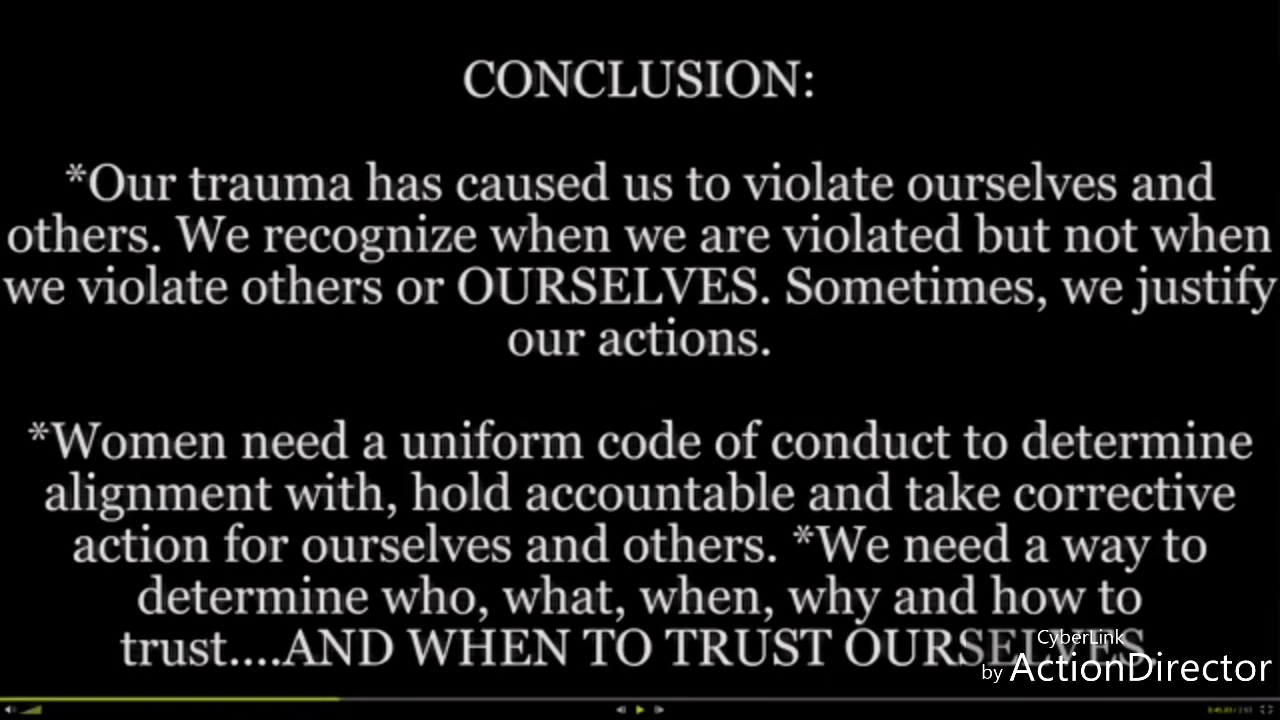 CONCLUSION:
*Our trauma has caused us to violate ourselves and
others. We recognize when we are violated but not when
we violate others or OURSELVES. Sometimes, we justify
our actions.
*Women need a uniform code of conduct to determine
alignment with, hold accountable and take corrective
action for ourselves and others. *We need a way to
determine who, what, when, why and how to
trust....AND WHEN TO TRUST OURSELVES.
CyberLink
by ActionDirector